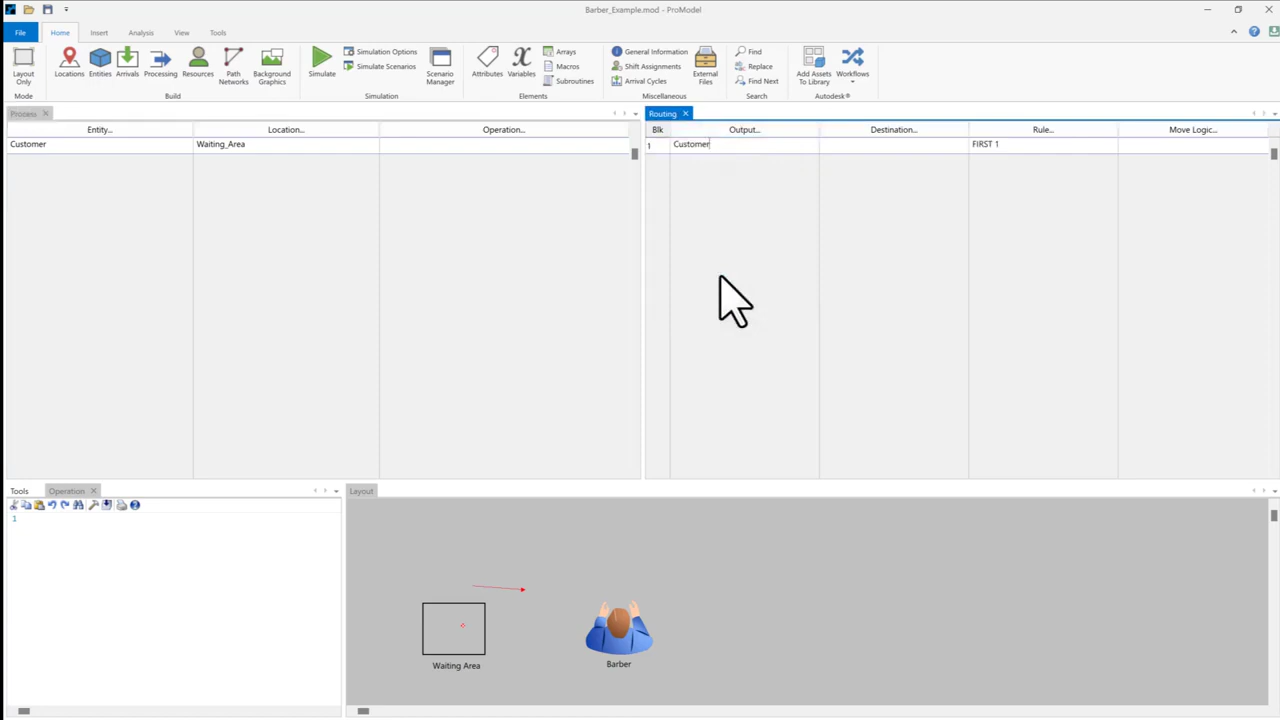 Barber_Example.mod - ProModel
File
Home
Insert
Analysis
View
Tools
Layout Only
Locations
Entities
Arrivals
Processing
Resources
Path Networks
Background Graphics
Simulate
Simulation Options
Simulate Scenarios
Scenario Manager
Attributes
Variables
Arrays
Macros
Subroutines
General Information
Shift Assignments
Arrival Cycles
External Files
Find
Replace
Find Next
Add Assets To Library
Workflows
Mode
Build
Simulation
Elements
Miscellaneous
Search
Autodesk®
Process
Entity...
Location...
Operation...
Customer
Waiting_Area
Routing
Blk
Output...
Destination...
Rule...
Move Logic...
1
Customer
FIRST 1
Tools
Operation
1
Layout
Waiting Area
Barber